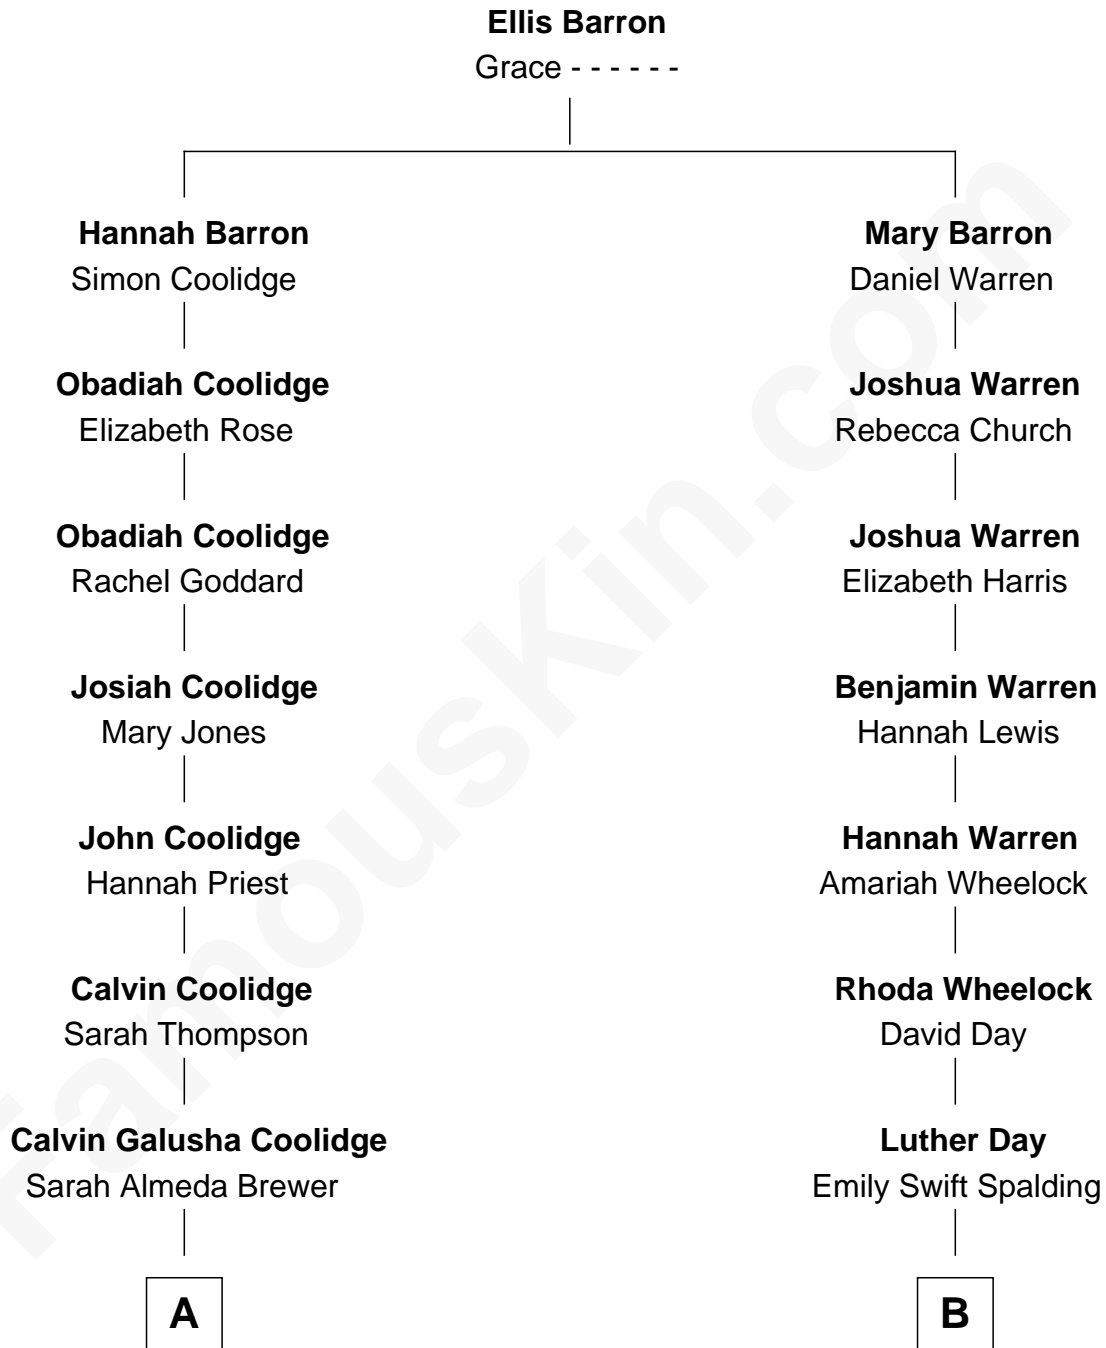 Ellis Barron
Grace - - - - - -
Hannah Barron
Simon Coolidge
Mary Barron
Daniel Warren
Obadiah Coolidge
Elizabeth Rose
Joshua Warren
Rebecca Church
Obadiah Coolidge
Rachel Goddard
Joshua Warren
Elizabeth Harris
Josiah Coolidge
Mary Jones
Benjamin Warren
Hannah Lewis
John Coolidge
Hannah Priest
Hannah Warren
Amariah Wheelock
Calvin Coolidge
Sarah Thompson
Rhoda Wheelock
David Day
Calvin Galusha Coolidge
Sarah Almeda Brewer
Luther Day
Emily Swift Spalding
A
B
FamousKin.com